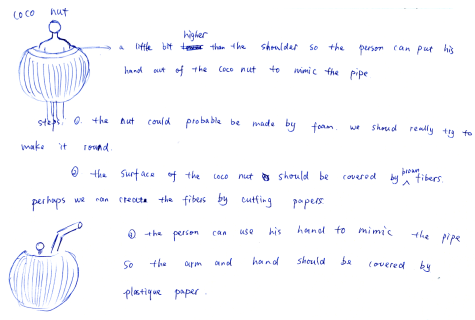 coco nut
higher
a little bit than the shoulder so the person can put his
hand out of the coconut to mimic the pipe
steps ①. the nut could probable be made by foam. we should really try to
make it round.
② the surface of the coco nut should be covered by brown fibers.
perhaps we can create the fibers by cutting papers.
③ the person can use his hand to mimic the pipe
so the arm and hand should be covered by
plastique paper.